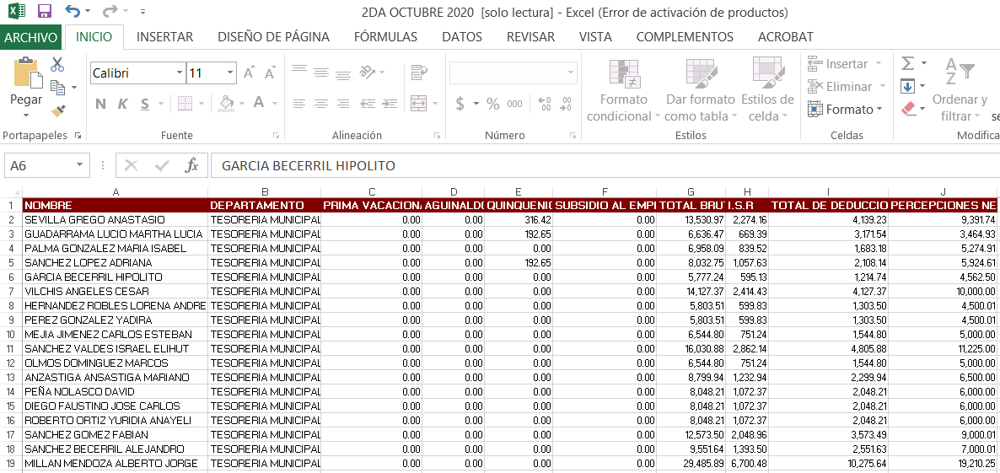 2DA OCTUBRE 2020 [solo lectura] - Excel (Error de activación de productos)
ARCHIVO INICIO INSERTAR DISEÑO DE PÁGINA FÓRMULAS DATOS REVISAR VISTA COMPLEMENTOS ACROBAT
Pegar
Calibri 11
N K S A
$ % 000
Formato condicional
Dar formato como tabla
Estilos de celda
Insertar
Eliminar
Formato
Ordenar y filtrar
Portapapeles Fuente Alineación Número Estilos Celdas Modifica
A6 fx GARCIA BECERRIL HIPOLITO
A B C D E F G H I J
1 NOMBRE DEPARTAMENTO PRIMA VACACION AGUINALDO QUINQUENIO SUBSIDIO AL EMPL TOTAL BRUT I.S.R TOTAL DE DEDUCCIO PERCEPCIONES NE
2 SEVILLA GREGO ANASTASIO TESORERIA MUNICIPAL 0.00 0.00 316.42 0.00 13,530.97 2,274.16 4,139.23 9,391.74
3 GUADARRAMA LUCIO MARTHA LUCIA TESORERIA MUNICIPAL 0.00 0.00 192.65 0.00 6,636.47 669.39 3,171.54 3,464.93
4 PALMA GONZALEZ MARIA ISABEL TESORERIA MUNICIPAL 0.00 0.00 0.00 0.00 6,958.09 839.52 1,683.18 5,274.91
5 SANCHEZ LOPEZ ADRIANA TESORERIA MUNICIPAL 0.00 0.00 192.65 0.00 8,032.75 1,057.63 2,108.14 5,924.61
6 GARCIA BECERRIL HIPOLITO TESORERIA MUNICIPAL 0.00 0.00 0.00 0.00 5,777.24 595.13 1,214.74 4,562.50
7 VILCHIS ANGELES CESAR TESORERIA MUNICIPAL 0.00 0.00 0.00 0.00 14,127.37 2,414.43 4,127.37 10,000.00
8 HERNANDEZ ROBLES LORENA ANDRE TESORERIA MUNICIPAL 0.00 0.00 0.00 0.00 5,803.51 599.83 1,303.50 4,500.01
9 PEREZ GONZALEZ YADIRA TESORERIA MUNICIPAL 0.00 0.00 0.00 0.00 5,803.51 599.83 1,303.50 4,500.01
10 MEJIA JIMENEZ CARLOS ESTEBAN TESORERIA MUNICIPAL 0.00 0.00 0.00 0.00 6,544.80 751.24 1,544.80 5,000.00
11 SANCHEZ VALDES ISRAEL ELIHUT TESORERIA MUNICIPAL 0.00 0.00 0.00 0.00 16,030.88 2,862.14 4,805.88 11,225.00
12 OLMOS DOMINGUEZ MARCOS TESORERIA MUNICIPAL 0.00 0.00 0.00 0.00 6,544.80 751.24 1,544.80 5,000.00
13 ANZASTIGA ANSASTIGA MARIANO TESORERIA MUNICIPAL 0.00 0.00 0.00 0.00 8,799.94 1,232.94 2,299.94 6,500.00
14 PEÑA NOLASCO DAVID TESORERIA MUNICIPAL 0.00 0.00 0.00 0.00 8,048.21 1,072.37 2,048.21 6,000.00
15 DIEGO FAUSTINO JOSE CARLOS TESORERIA MUNICIPAL 0.00 0.00 0.00 0.00 8,048.21 1,072.37 2,048.21 6,000.00
16 ROBERTO ORTIZ YURIDIA ANAYELI TESORERIA MUNICIPAL 0.00 0.00 0.00 0.00 8,048.21 1,072.37 2,048.21 6,000.00
17 SANCHEZ GOMEZ FABIAN TESORERIA MUNICIPAL 0.00 0.00 0.00 0.00 12,573.50 2,048.96 3,573.49 9,000.01
18 SANCHEZ BECERRIL ALEJANDRO TESORERIA MUNICIPAL 0.00 0.00 0.00 0.00 9,551.64 1,393.50 2,551.63 7,000.01
19 MILLAN MENDOZA ALBERTO JORGE TESORERIA MUNICIPAL 0.00 0.00 0.00 0.00 29,485.89 6,700.48 10,275.64 19,210.25